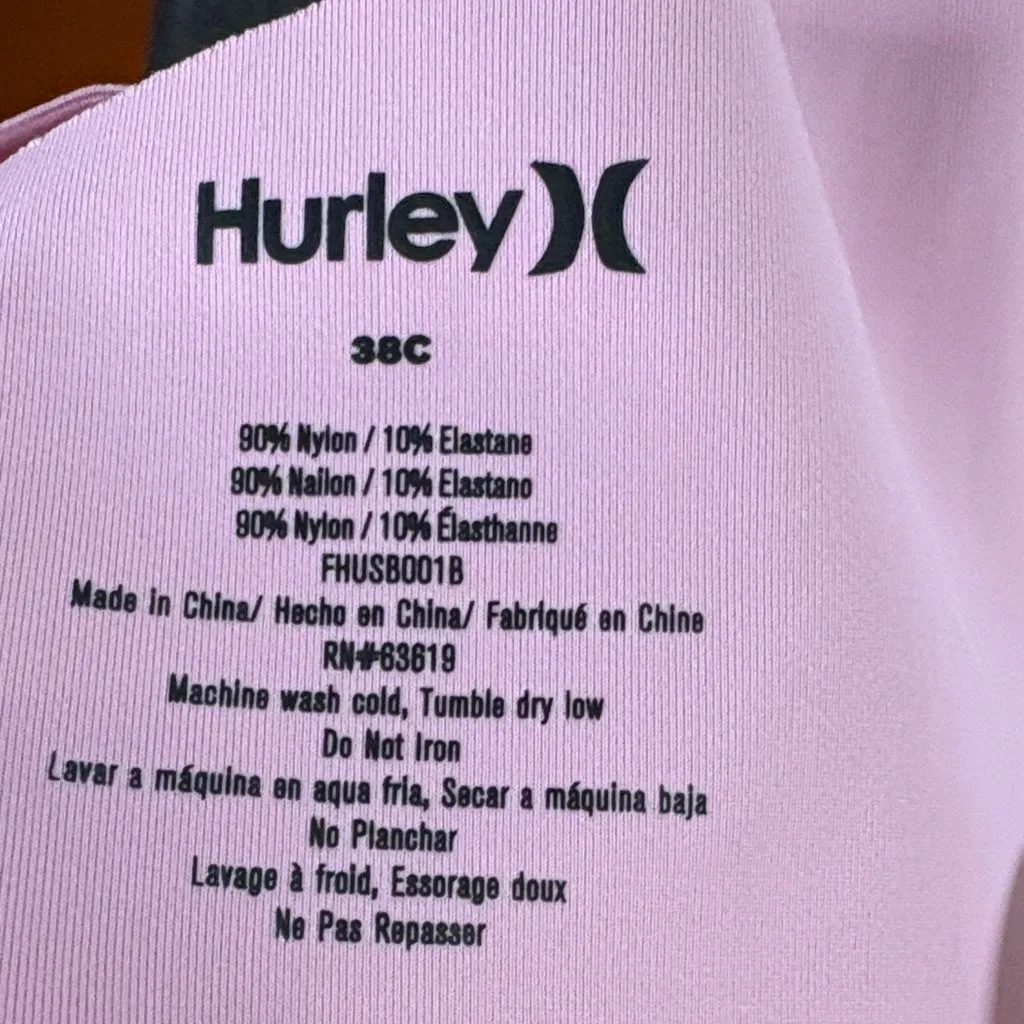 Hurley
38C
90% Nylon / 10% Elastane
90% Nailon / 10% Elastano
90% Nylon / 10% Élasthanne
FHUSB001B
Made in China/ Hecho en China/ Fabriqué en Chine
RN#63619
Machine wash cold, Tumble dry low
Do Not Iron
Lavar a máquina en aqua fria, Secar a máquina baja
No Planchar
Lavage à froid, Essorage doux
Ne Pas Repasser